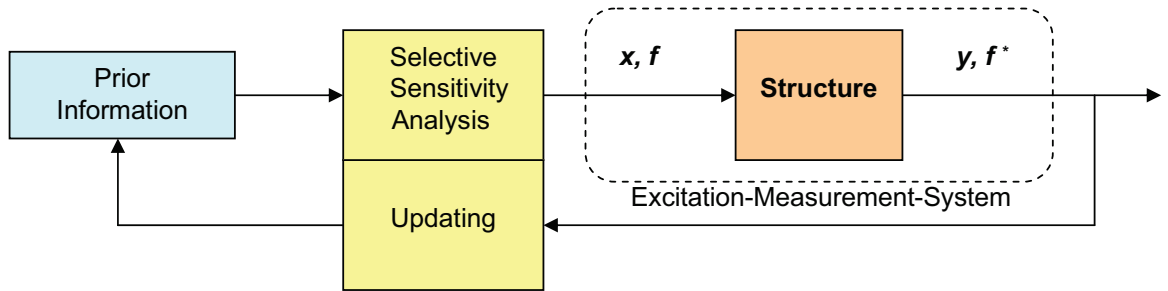 Prior
Information
Selective
Sensitivity
Analysis
Updating
x, f
Structure
y, f *
Excitation-Measurement-System